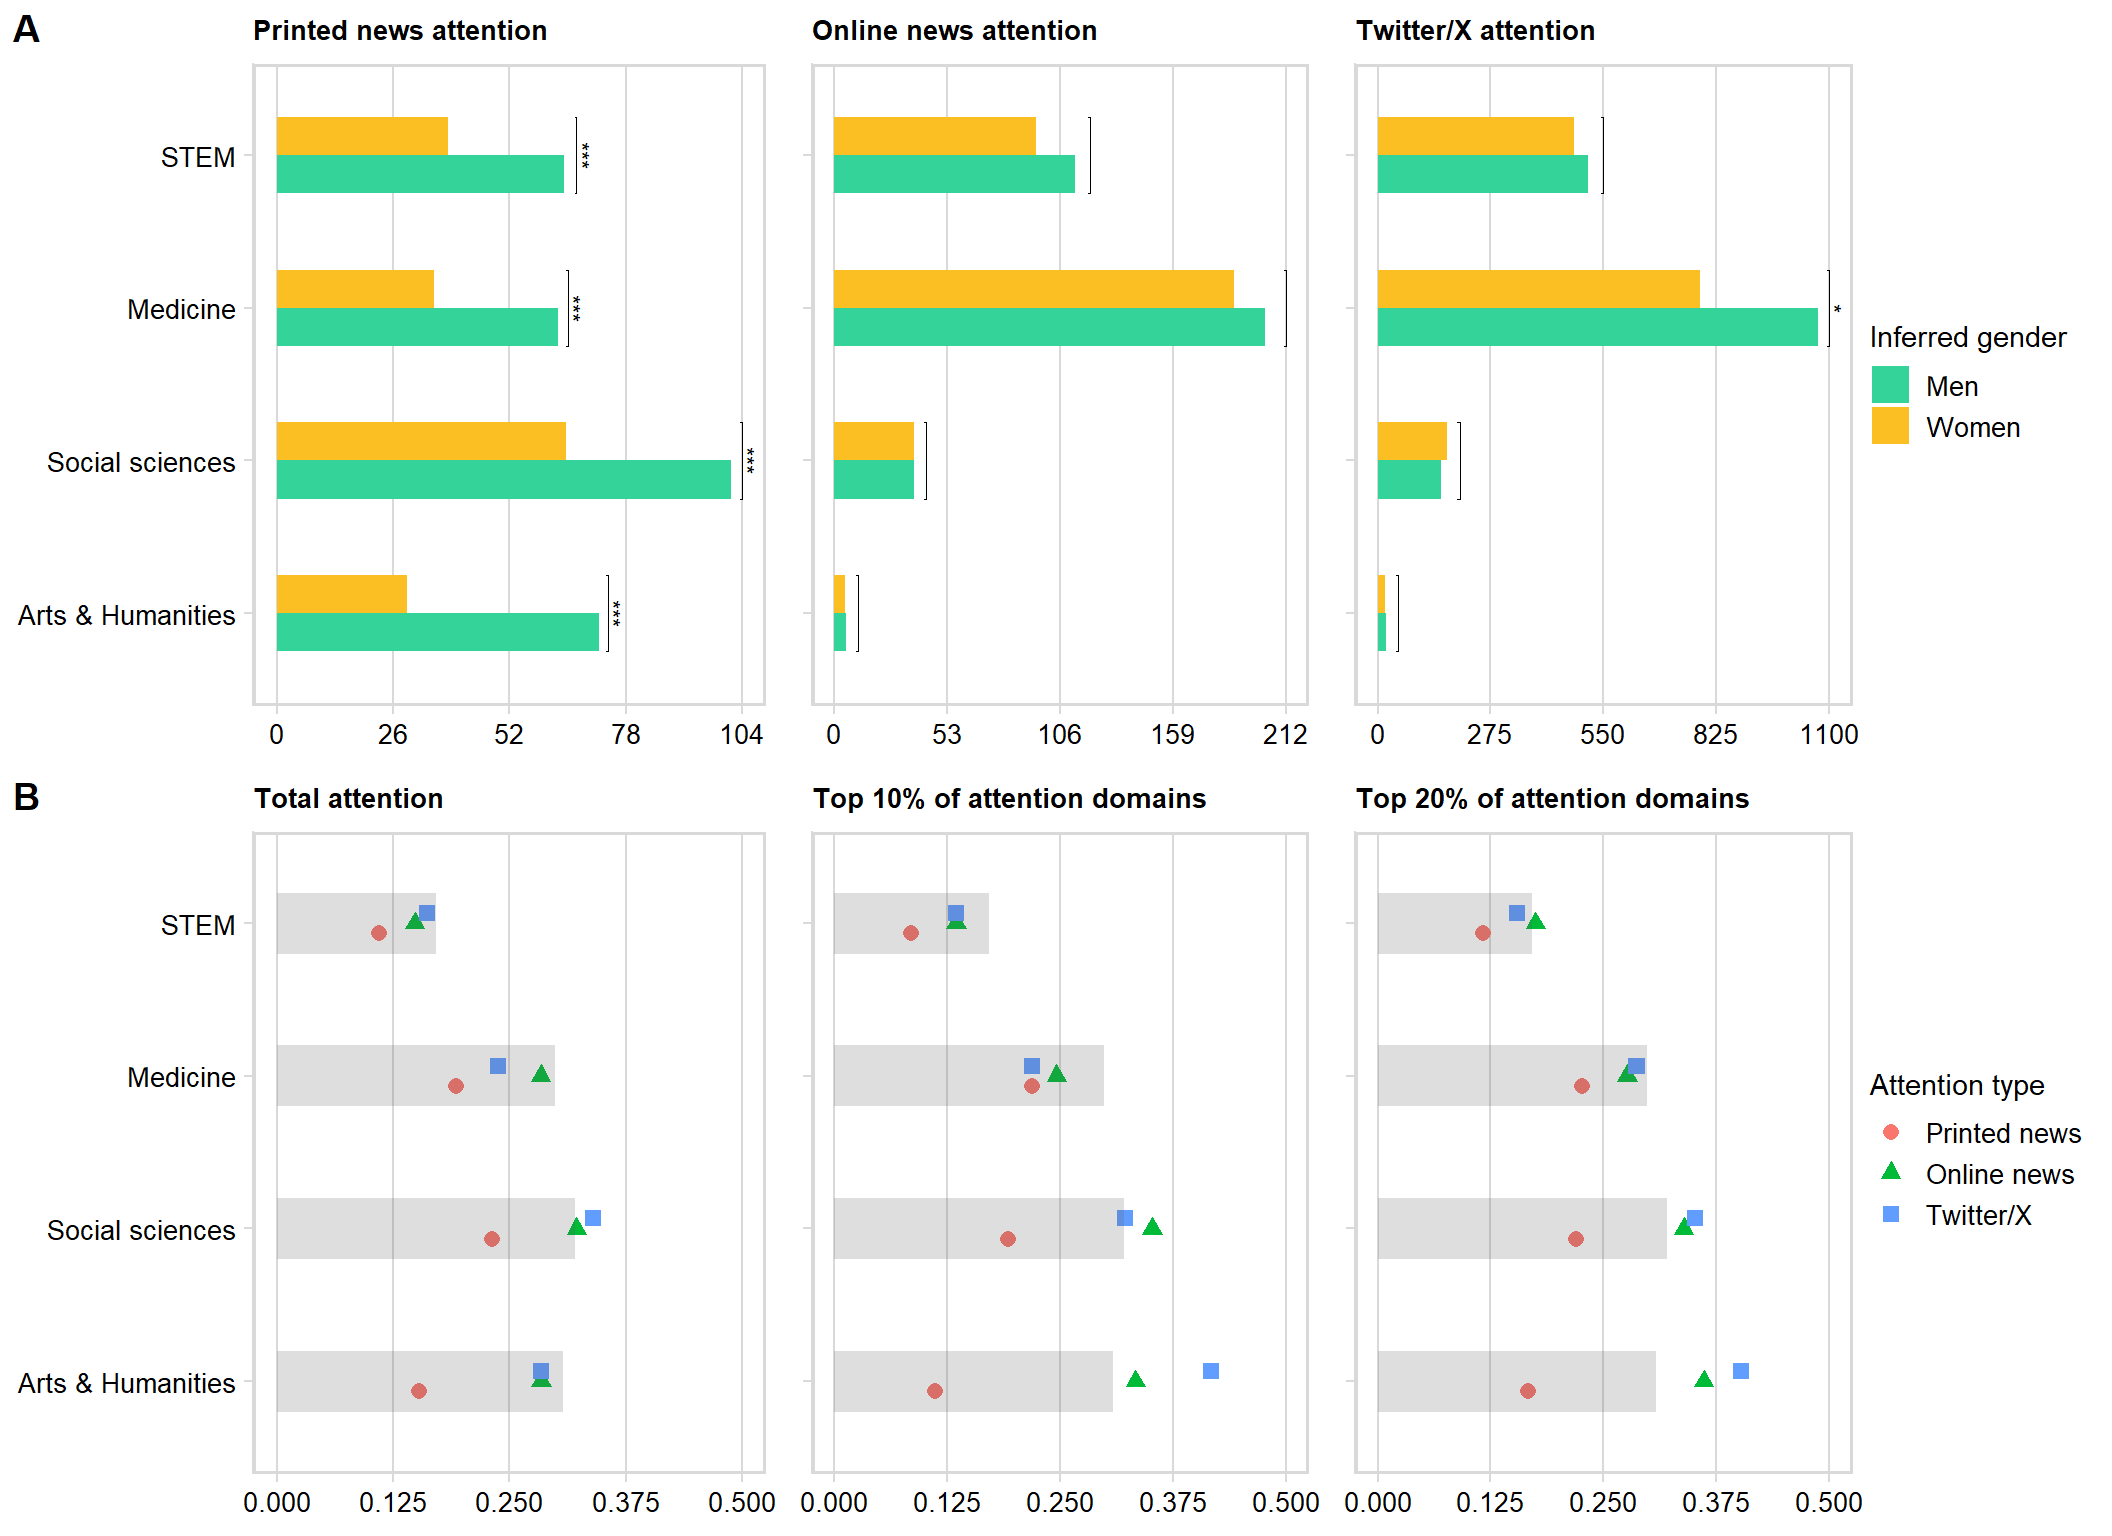 A
Printed news attention
Online news attention
Twitter/X attention
STEM
***
Medicine
***
*
Social sciences
***
Arts & Humanities
***
0 26 52 78 104
0 53 106 159 212
0 275 550 825 1100
Inferred gender
Men
Women
B
Total attention
Top 10% of attention domains
Top 20% of attention domains
STEM
Medicine
Social sciences
Arts & Humanities
0.000 0.125 0.250 0.375 0.500
0.000 0.125 0.250 0.375 0.500
0.000 0.125 0.250 0.375 0.500
Attention type
Printed news
Online news
Twitter/X